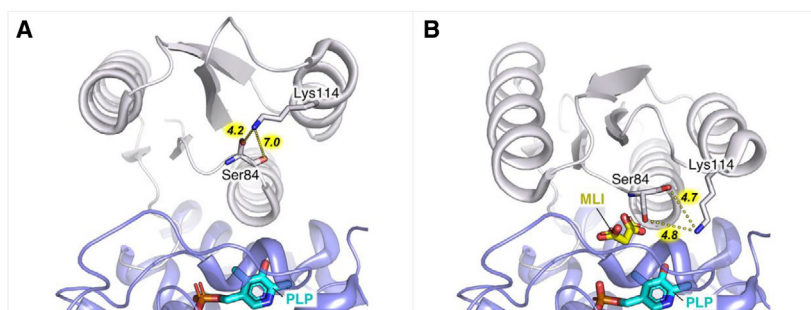 A
Lys114
4.2
7.0
Ser84
PLP
B
Lys114
Ser84
MLI
4.7
4.8
PLP